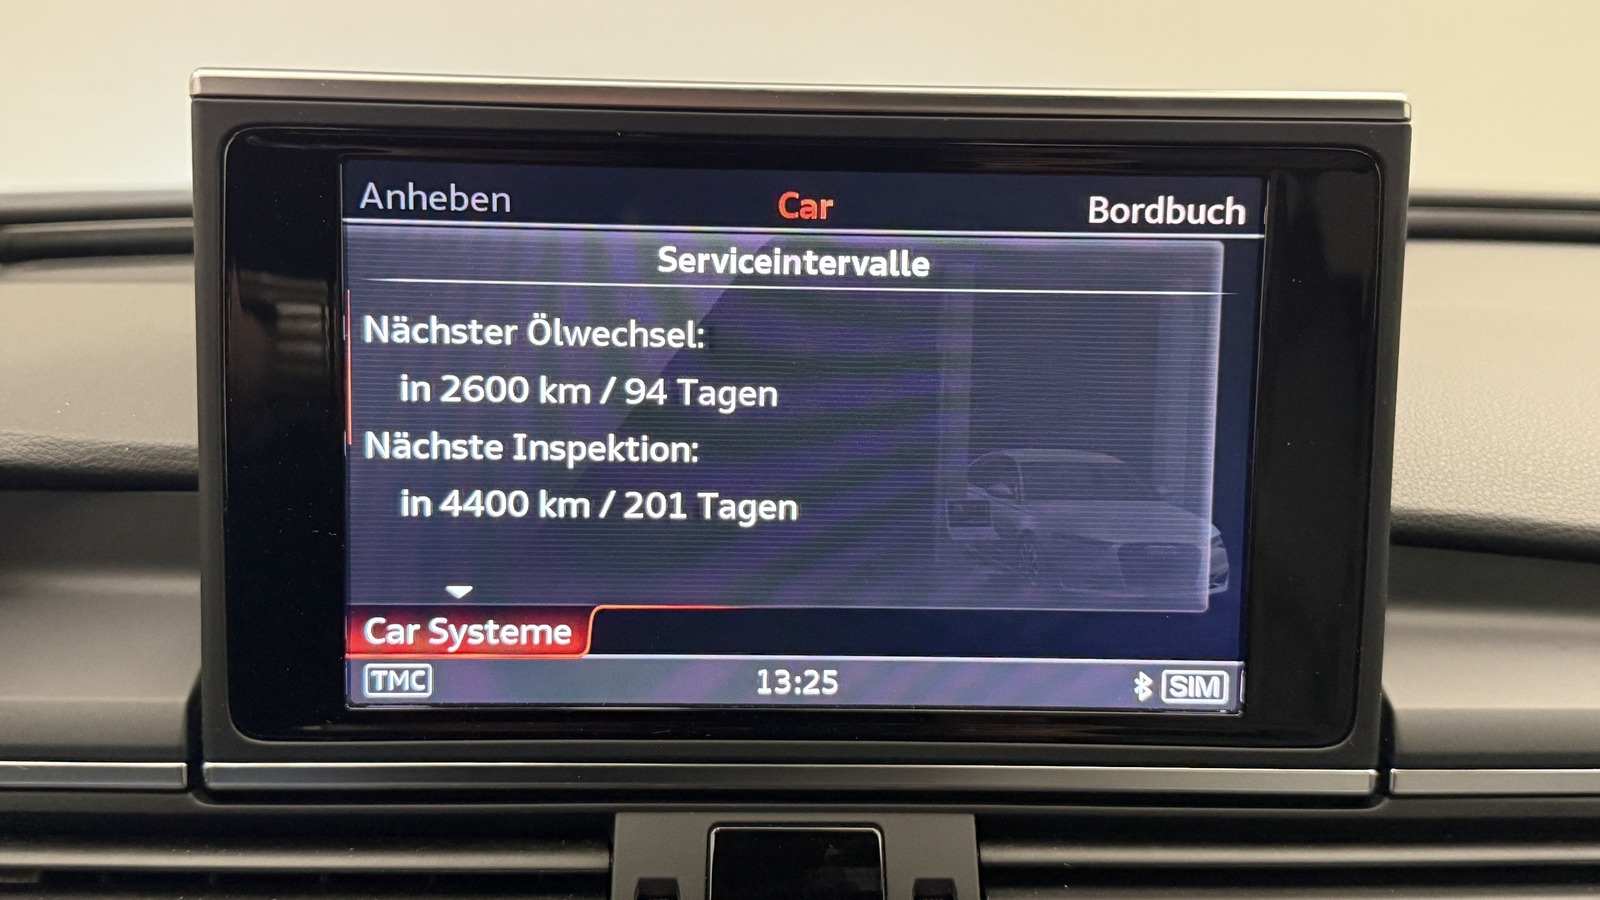 Anheben Car Bordbuch
Serviceintervalle
Nächster Ölwechsel:
in 2600 km / 94 Tagen
Nächste Inspektion:
in 4400 km / 201 Tagen
Car Systeme
TMC 13:25 SIM